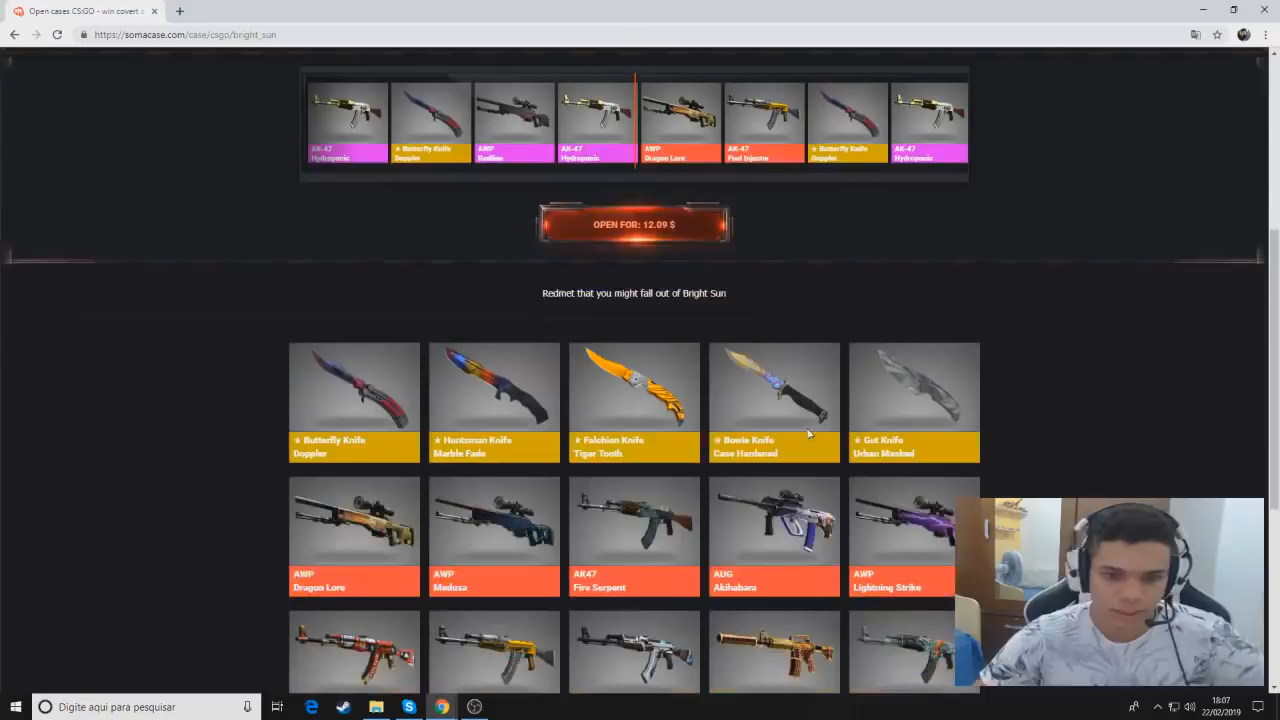 Open cases CS:GO - win covert s
https://somacase.com/case/csgo/bright_sun
AK-47 Hydroponic
★ Butterfly Knife Doppler
AWP Redline
AK-47 Hydroponic
AWP Dragon Lore
AK-47 Fuel Injector
★ Butterfly Knife Doppler
AK-47 Hydroponic
OPEN FOR: 12.09 $
Redmet that you might fall out of Bright Sun
★ Butterfly Knife
Doppler
★ Huntsman Knife
Marble Fade
★ Falchion Knife
Tiger Tooth
★ Bowie Knife
Case Hardened
★ Gut Knife
Urban Masked
AWP
Dragon Lore
AWP
Medusa
AK47
Fire Serpent
AUG
Akihabara
AWP
Lightning Strike
Digite aqui para pesquisar
18:07
22/02/2019